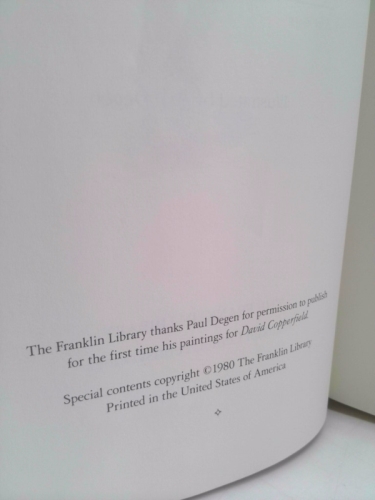 The Franklin Library thanks Paul Degen for permission to publish
for the first time his paintings for David Copperfield.
Special contents copyright ©1980 The Franklin Library
Printed in the United States of America